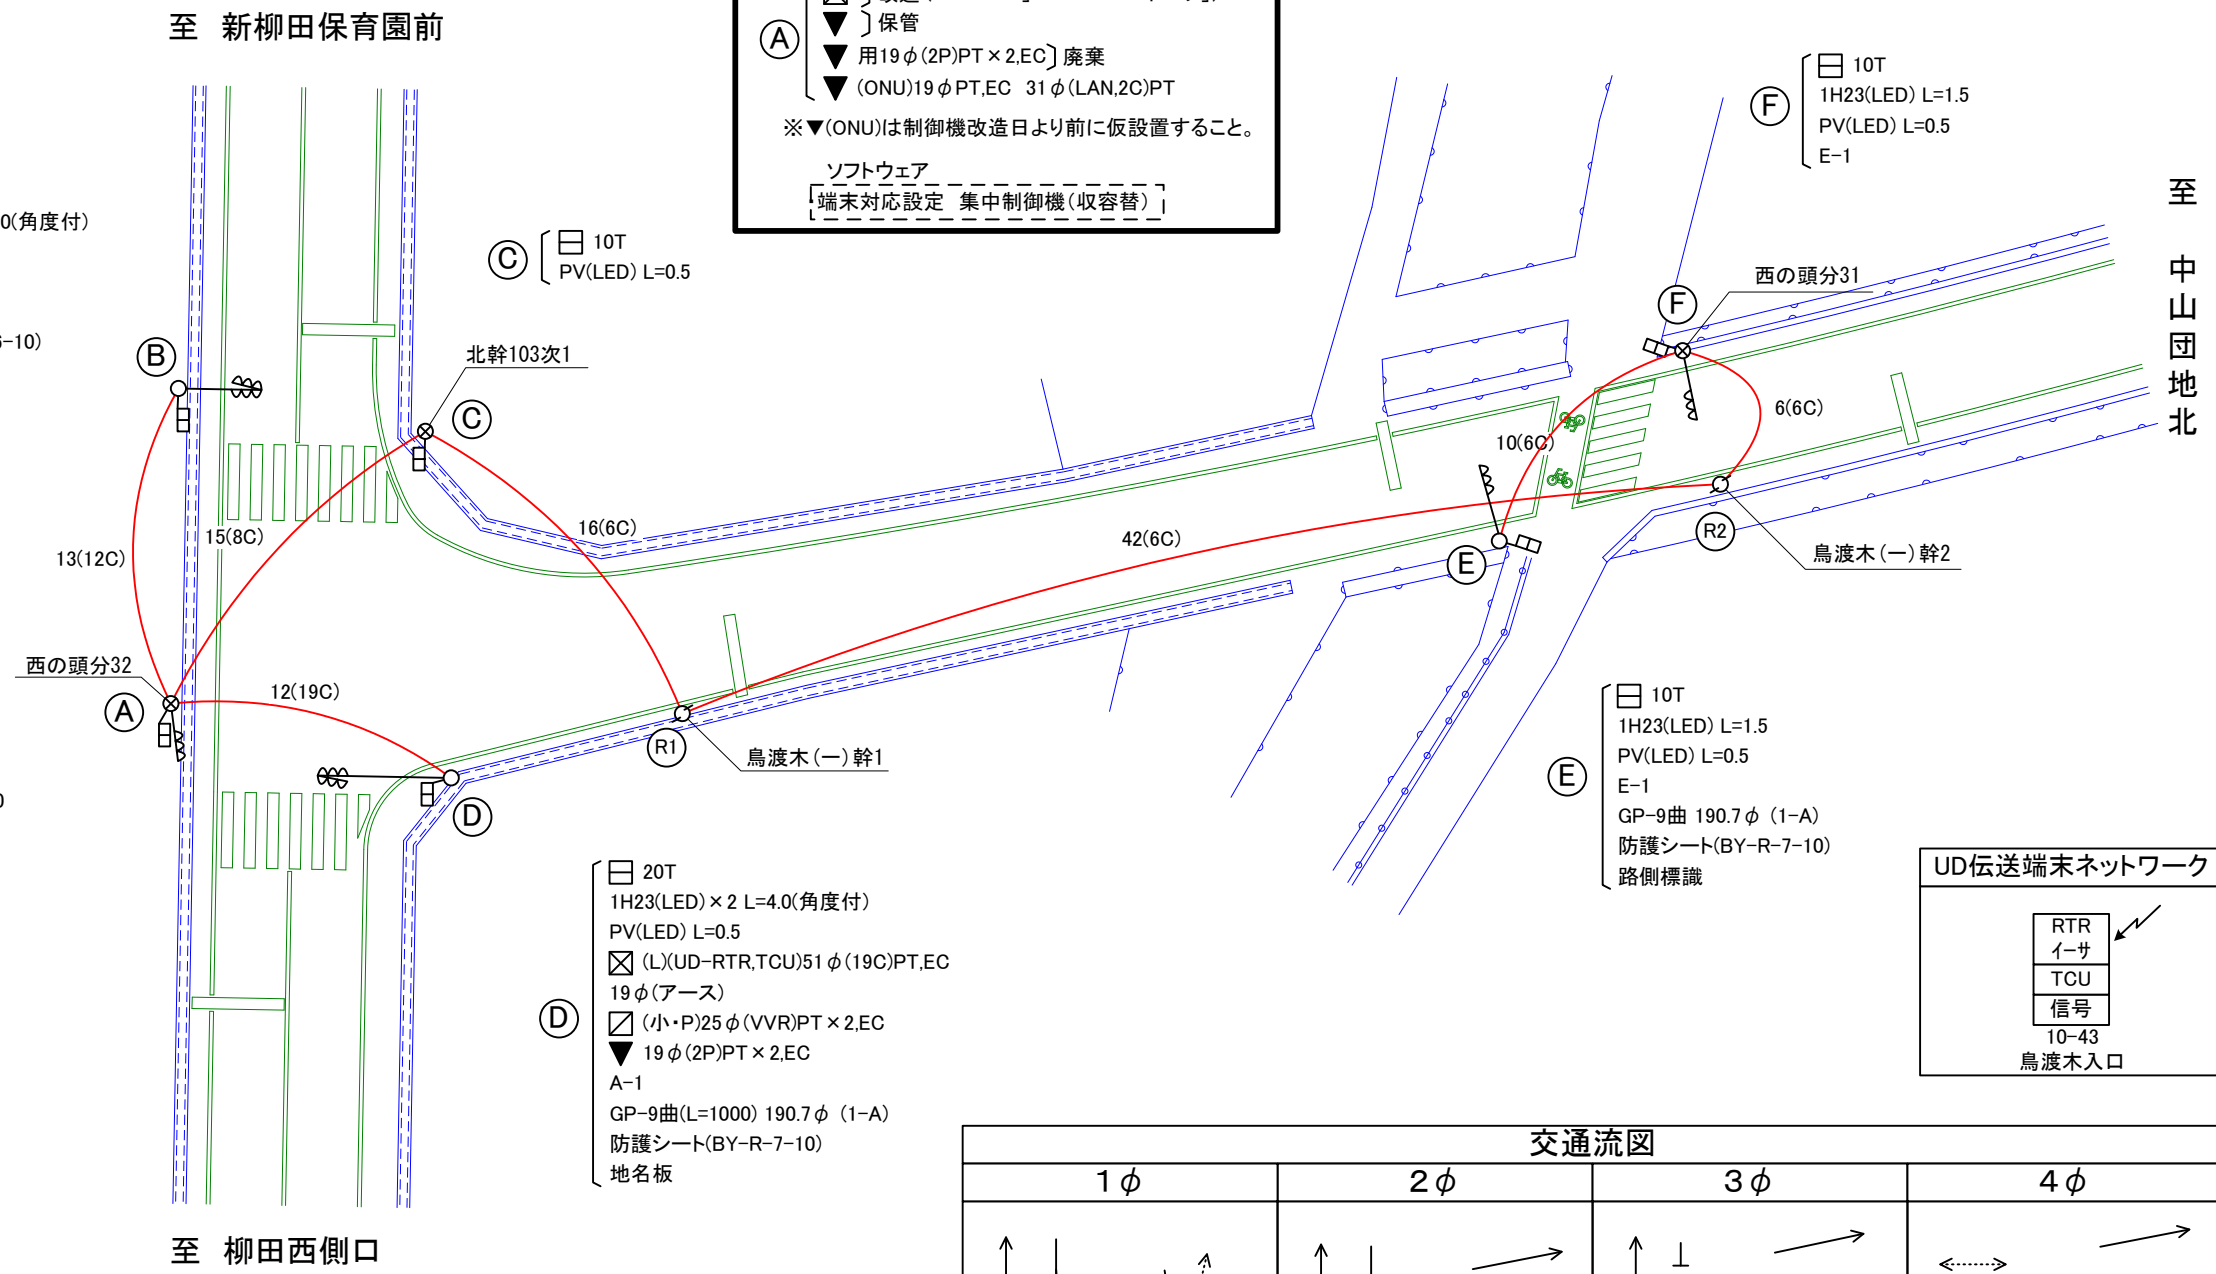 至 新柳田保育園前
Ⓐ
▼ 保管
▼ 用19φ(2P)PT×2,EC 廃棄
▼ (ONU)19φPT,EC 31φ(LAN,2C)PT
※▼(ONU)は制御機改造日より前に仮設置すること。
ソフトウェア
端末対応設定 集中制御機(収容替)
Ⓕ
10T
1H23(LED) L=1.5
PV(LED) L=0.5
E-1
至 中山団地北
0(角度付)
-10)
Ⓒ
10T
PV(LED) L=0.5
西の頭分31
Ⓕ
Ⓑ
北幹103次1
Ⓒ
6(6C)
10(6C)
13(12C)
15(8C)
16(6C)
42(6C)
R2
鳥渡木(一)幹2
Ⓔ
西の頭分32
12(19C)
Ⓐ
R1
鳥渡木(一)幹1
Ⓓ
Ⓔ
10T
1H23(LED) L=1.5
PV(LED) L=0.5
E-1
GP-9曲 190.7φ (1-A)
防護シート(BY-R-7-10)
路側標識
Ⓓ
20T
1H23(LED)×2 L=4.0(角度付)
PV(LED) L=0.5
(L)(UD-RTR,TCU)51φ(19C)PT,EC
19φ(アース)
(小・P)25φ(VVR)PT×2,EC
▼ 19φ(2P)PT×2,EC
A-1
GP-9曲(L=1000) 190.7φ (1-A)
防護シート(BY-R-7-10)
地名板
UD伝送端末ネットワーク
RTR
イーサ
TCU
信号
10-43
鳥渡木入口
至 柳田西側口
交通流図
1φ 2φ 3φ 4φ